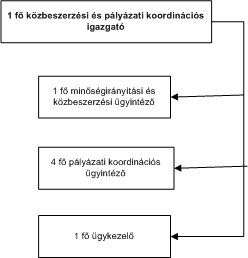 1 fő közbeszerzési és pályázati koordinációs
igazgató
1 fő minőségirányítási és
közbeszerzési ügyintéző
4 fő pályázati koordinációs
ügyintéző
1 fő ügykezelő